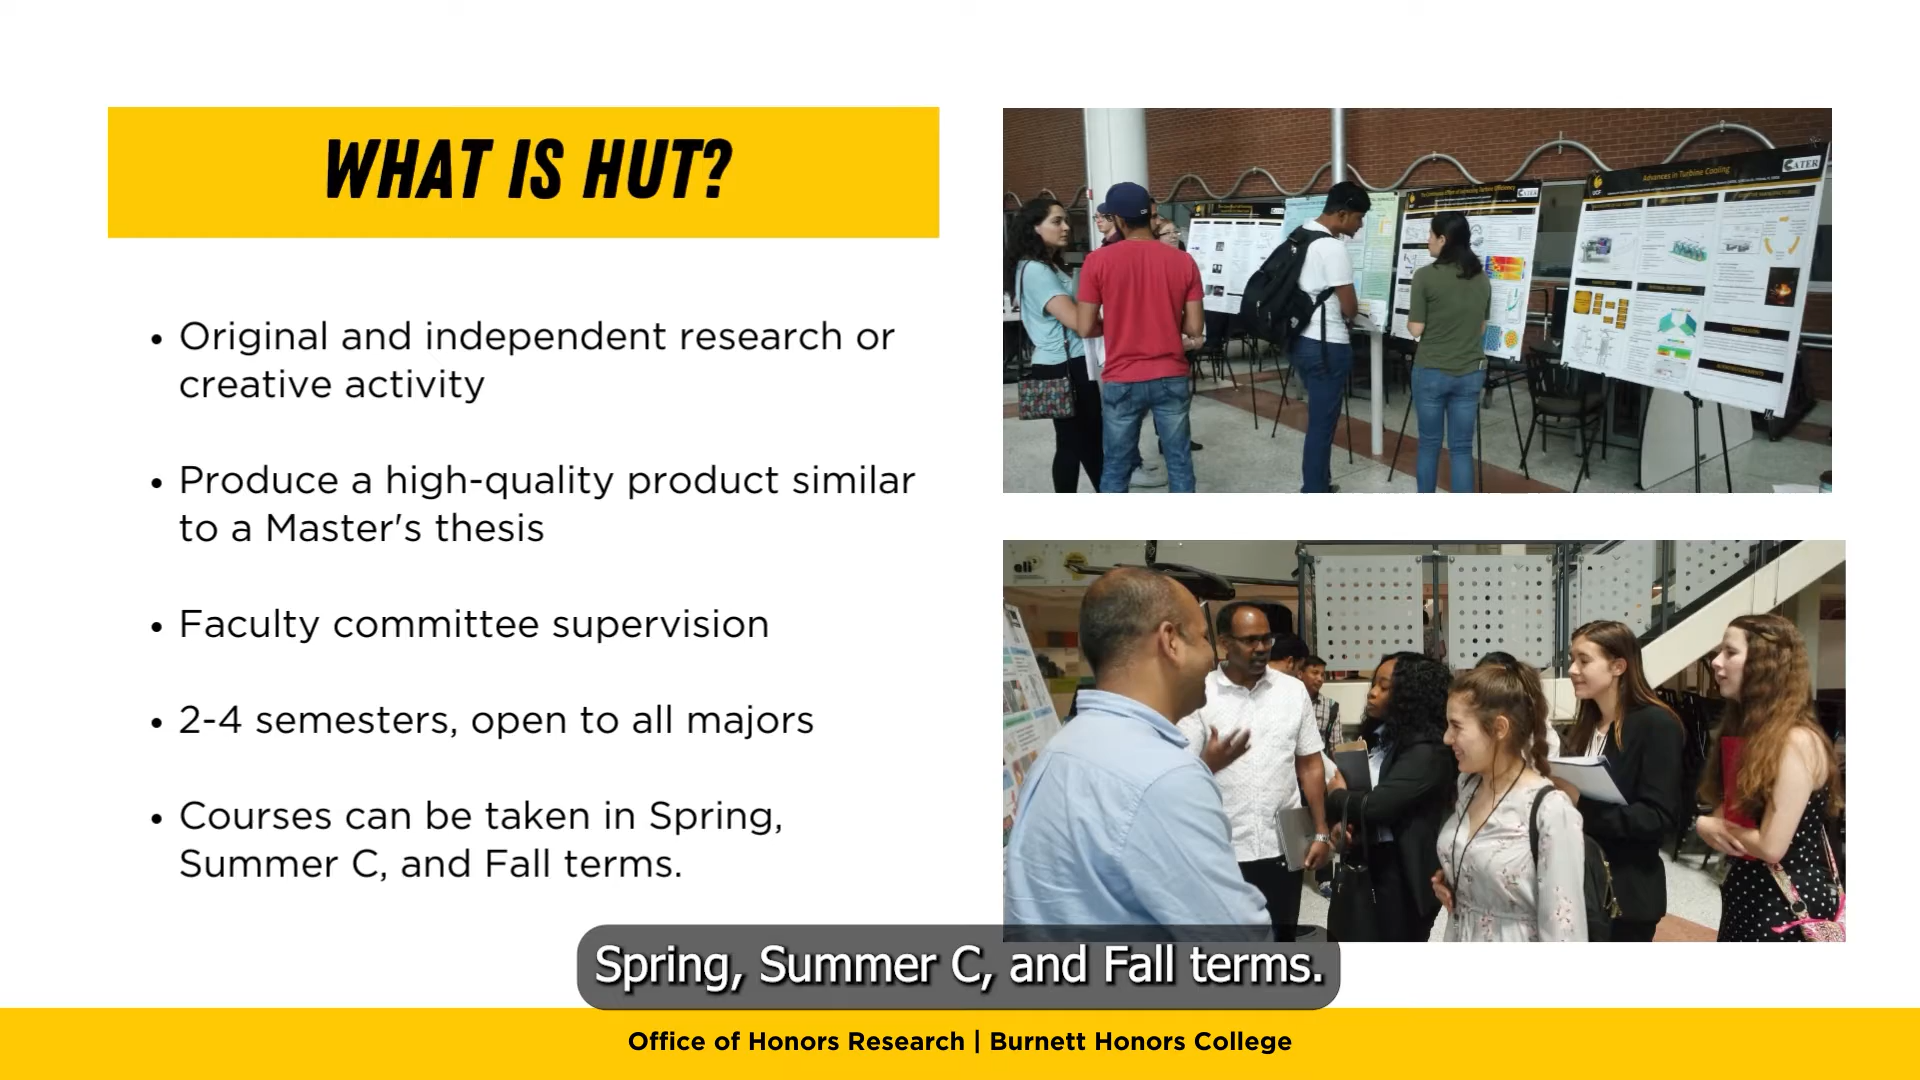 WHAT IS HUT?
• Original and independent research or
creative activity
• Produce a high-quality product similar
to a Master's thesis
• Faculty committee supervision
• 2-4 semesters, open to all majors
• Courses can be taken in Spring,
Summer C, and Fall terms.
Advances in Turbine Cooling
CATER
UCF
Spring, Summer C, and Fall terms.
Office of Honors Research | Burnett Honors College